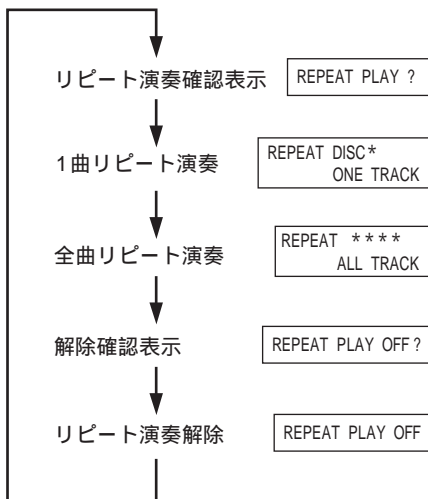 リピート演奏確認表示
REPEAT PLAY ?
1曲リピート演奏
REPEAT DISC*
ONE TRACK
全曲リピート演奏
REPEAT ****
ALL TRACK
解除確認表示
REPEAT PLAY OFF?
リピート演奏解除
REPEAT PLAY OFF